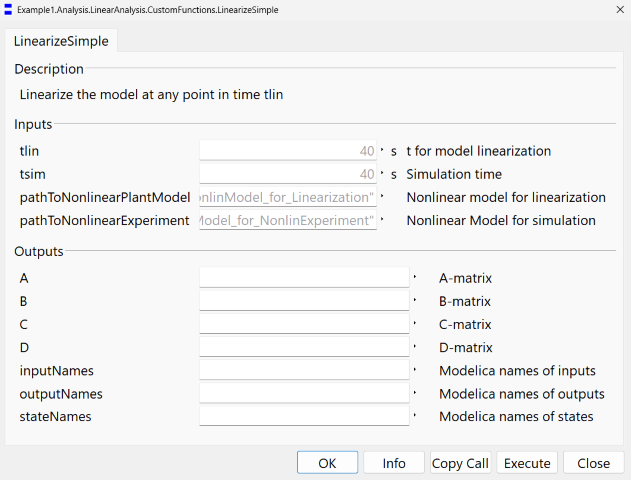 Example1.Analysis.LinearAnalysis.CustomFunctions.LinearizeSimple
LinearizeSimple
Description
Linearize the model at any point in time tlin
Inputs
tlin 40 s t for model linearization
tsim 40 s Simulation time
pathToNonlinearPlantModel onlinModel_for_Linearization" Nonlinear model for linearization
pathToNonlinearExperiment Model_for_NonlinExperiment" Nonlinear Model for simulation
Outputs
A A-matrix
B B-matrix
C C-matrix
D D-matrix
inputNames Modelica names of inputs
outputNames Modelica names of outputs
stateNames Modelica names of states
OK Info Copy Call Execute Close